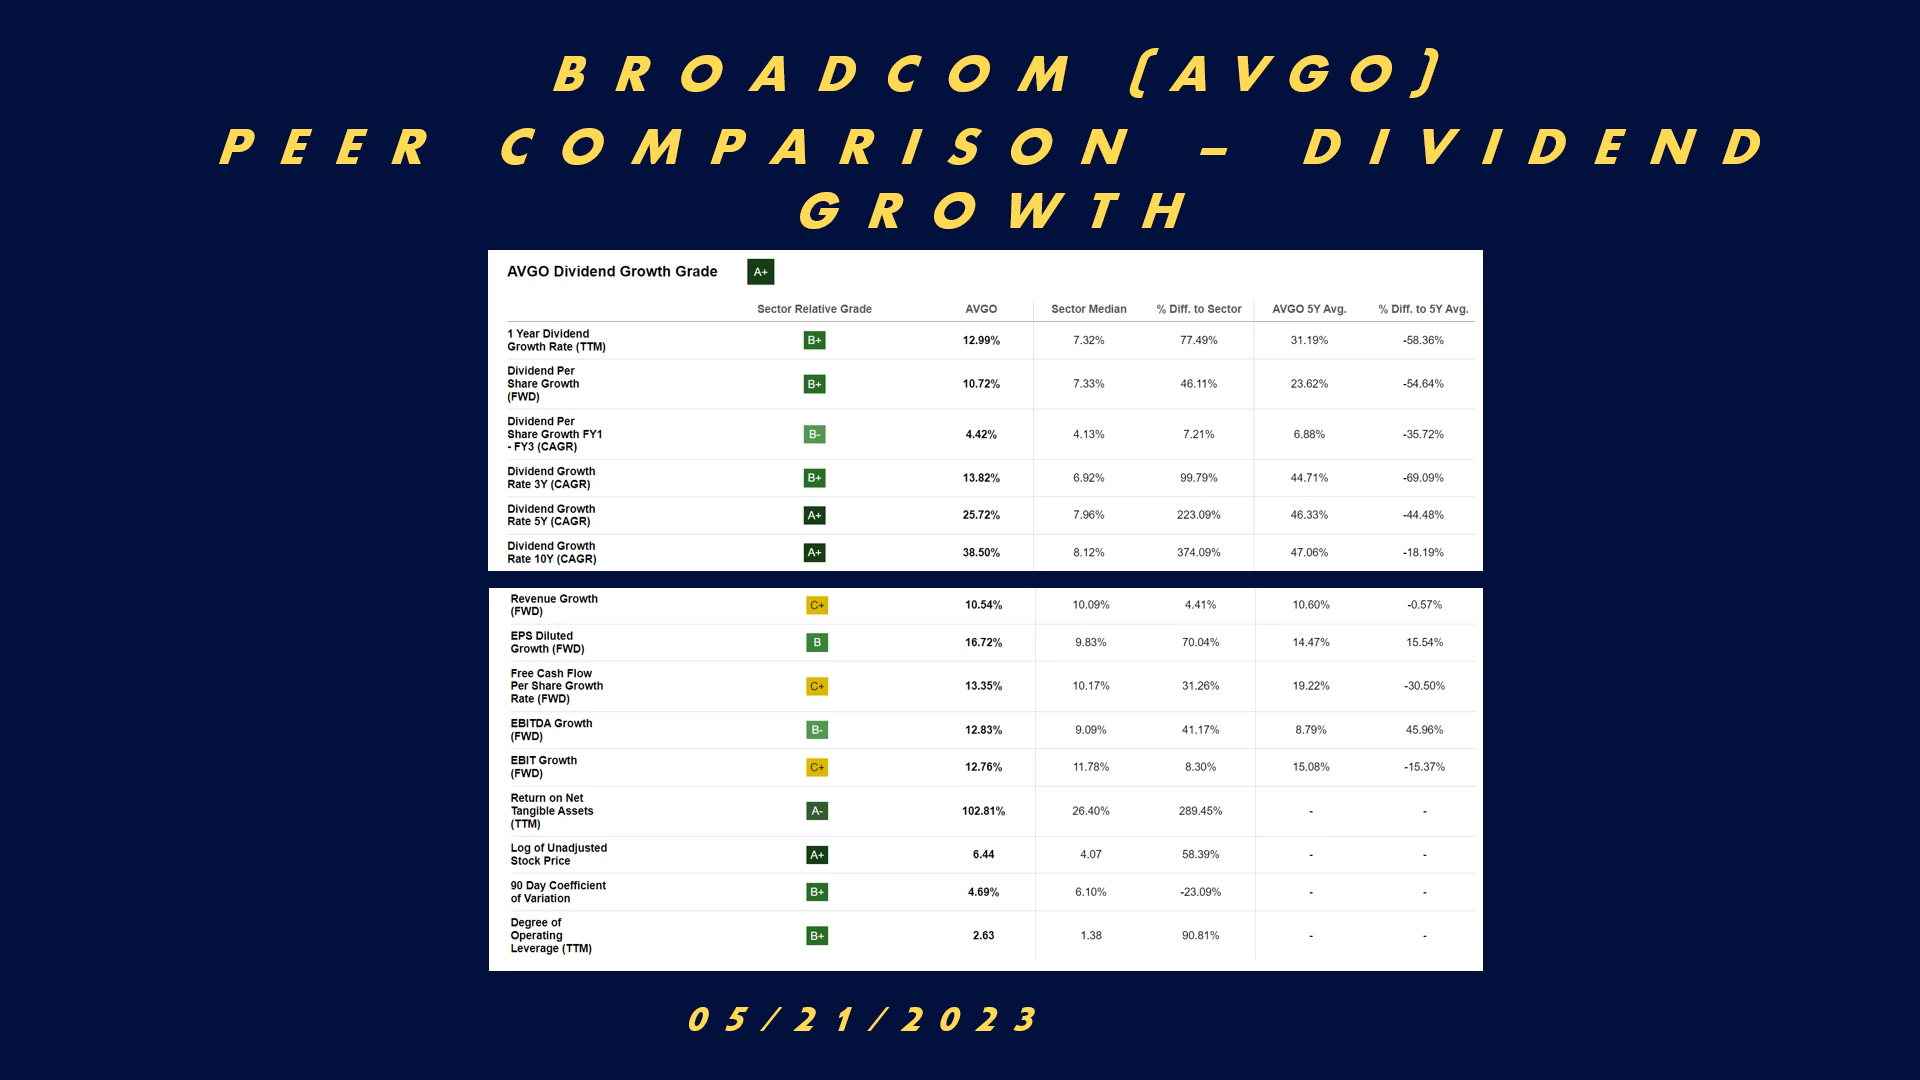 BROADCOM (AVGO)
PEER COMPARISON – DIVIDEND
GROWTH
AVGO Dividend Growth Grade A+
Sector Relative Grade AVGO Sector Median % Diff. to Sector AVGO 5Y Avg. % Diff. to 5Y Avg.
1 Year Dividend
Growth Rate (TTM) B+ 12.99% 7.32% 77.49% 31.19% -58.36%
Dividend Per
Share Growth B+ 10.72% 7.33% 46.11% 23.62% -54.64%
(FWD)
Dividend Per
Share Growth FY1 B- 4.42% 4.13% 7.21% 6.88% -35.72%
- FY3 (CAGR)
Dividend Growth
Rate 3Y (CAGR) B+ 13.82% 6.92% 99.79% 44.71% -69.09%
Dividend Growth
Rate 5Y (CAGR) A+ 25.72% 7.96% 223.09% 46.33% -44.48%
Dividend Growth
Rate 10Y (CAGR) A+ 38.50% 8.12% 374.09% 47.06% -18.19%
Revenue Growth
(FWD) C+ 10.54% 10.09% 4.41% 10.60% -0.57%
EPS Diluted
Growth (FWD) B 16.72% 9.83% 70.04% 14.47% 15.54%
Free Cash Flow
Per Share Growth C+ 13.35% 10.17% 31.26% 19.22% -30.50%
Rate (FWD)
EBITDA Growth
(FWD) B- 12.83% 9.09% 41.17% 8.79% 45.96%
EBIT Growth
(FWD) C+ 12.76% 11.78% 8.30% 15.08% -15.37%
Return on Net
Tangible Assets A- 102.81% 26.40% 289.45% - -
(TTM)
Log of Unadjusted
Stock Price A+ 6.44 4.07 58.39% - -
90 Day Coefficient
of Variation B+ 4.69% 6.10% -23.09% - -
Degree of
Operating B+ 2.63 1.38 90.81% - -
Leverage (TTM)
05/21/2023